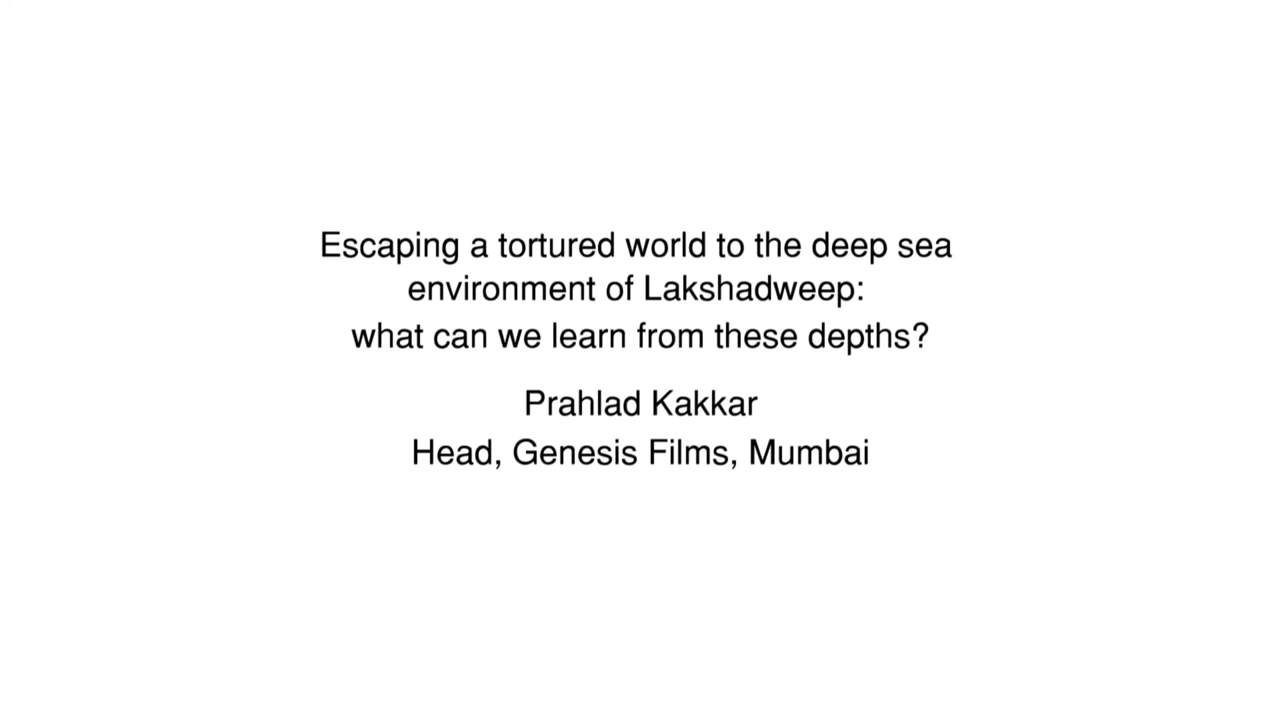 Escaping a tortured world to the deep sea
environment of Lakshadweep:
what can we learn from these depths?
Prahlad Kakkar
Head, Genesis Films, Mumbai